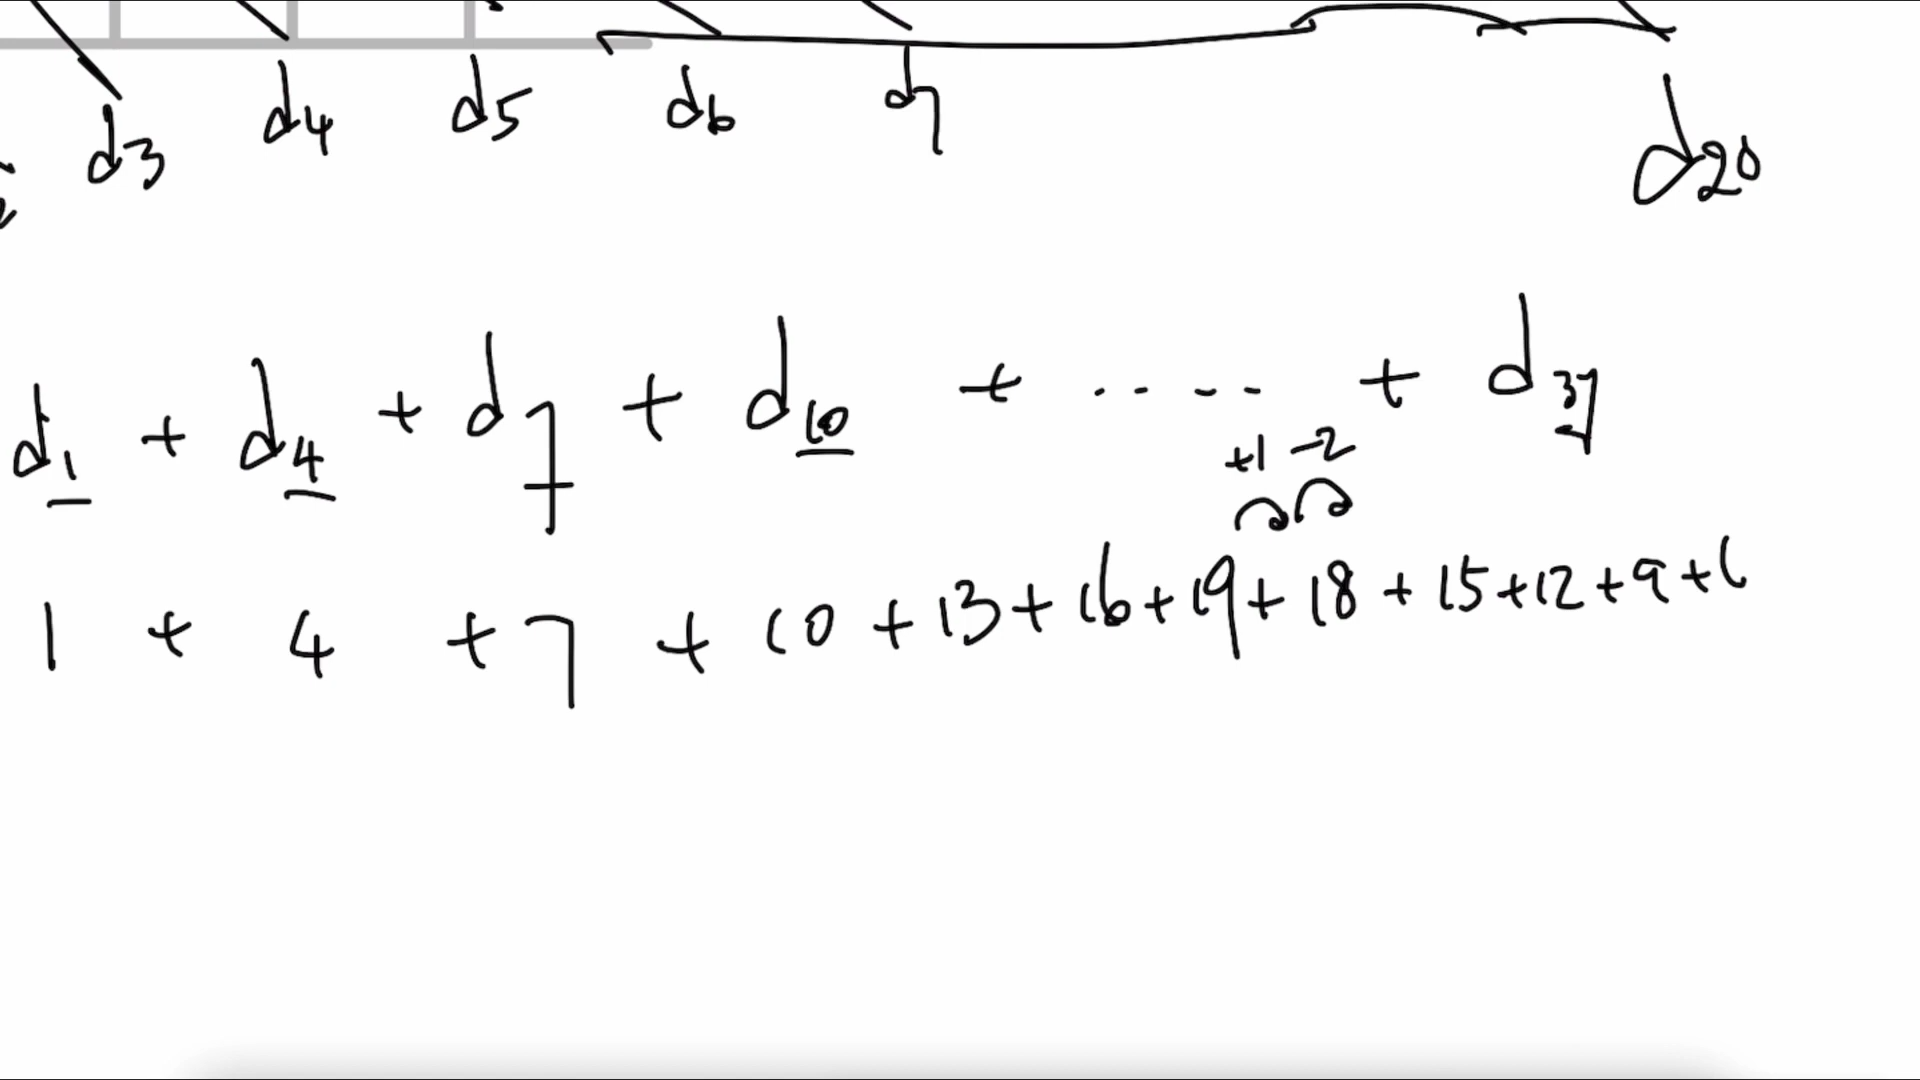 d3 d4 d5 d6 d7 d20
d1 + d4 + d7 + d10 + ..-- + d37
+1 -2
1 + 4 + 7 + 10 + 13 + 16 + 19 + 18 + 15 + 12 + 9 + 6